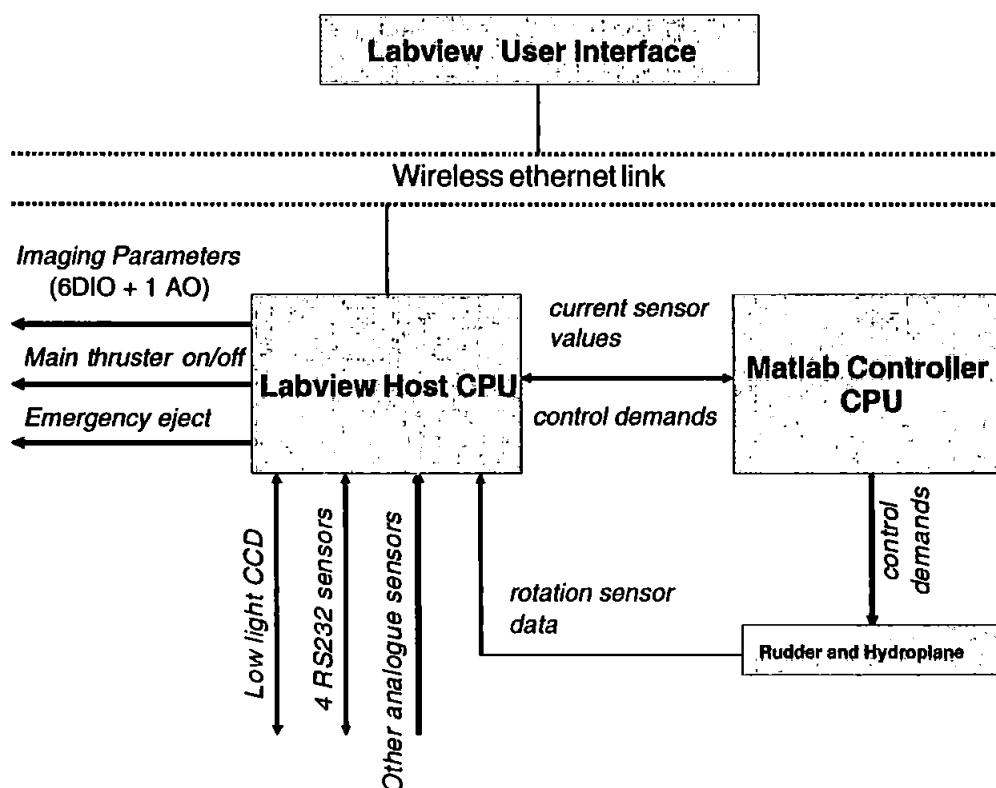 Labview User Interface
Wireless ethernet link
Imaging Parameters
(6DIO + 1 AO)
Main thruster on/off
Emergency eject
Labview Host CPU
current sensor
values
control demands
Matlab Controller
CPU
Low light CCD
4 RS232 sensors
Other analogue sensors
rotation sensor
data
control
demands
Rudder and Hydroplane